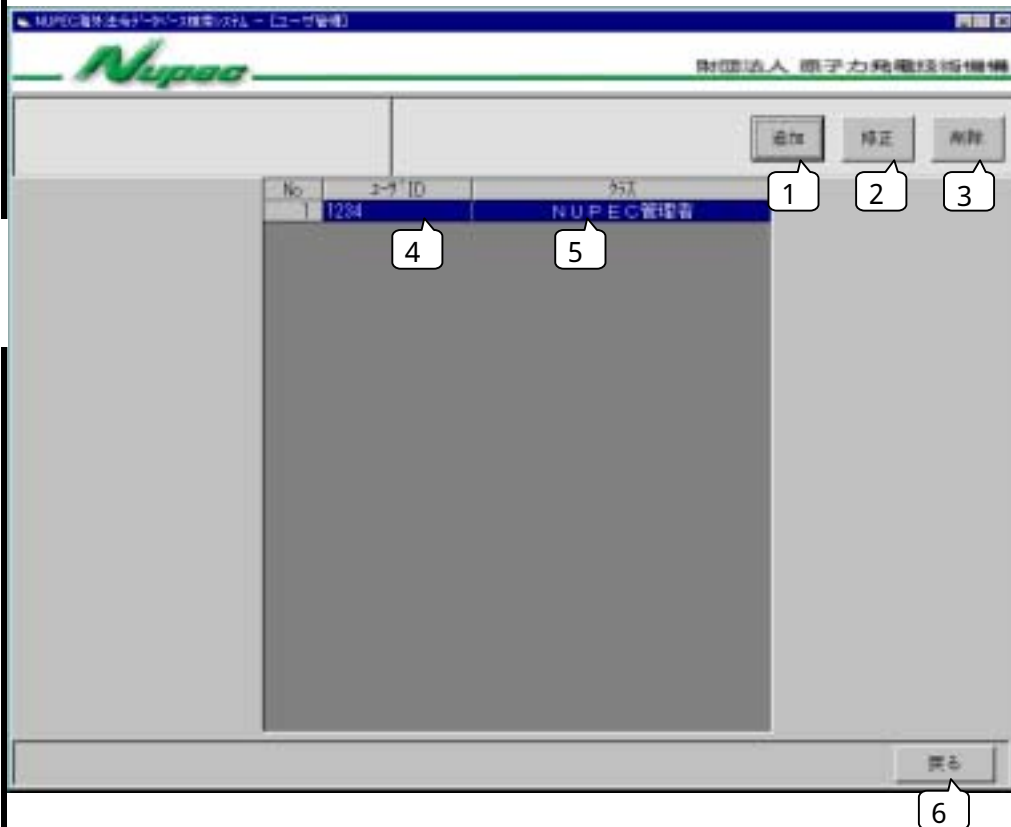 NUPEC海外法令ﾃﾞｰﾀﾍﾞｰｽ検索ｼｽﾃﾑ - [ユーザ管理]
Nupec
財団法人 原子力発電技術機構
追加 修正 削除
1 2 3
No ﾕｰｻﾞID ｸﾗｽ
1 1234 ＮＵＰＥＣ管理者
4 5
戻る
6